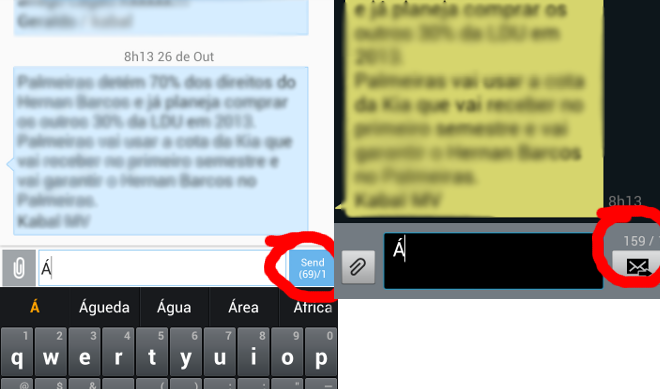 Geraldo / kabal
8h13 26 de Out
Palmeiras detém 70% dos direitos do
Hernan Barcos e já planeja comprar
os outros 30% da LDU em 2013.
Palmeiras vai usar a cota da Kia que
vai receber no primeiro semestre e
vai garantir o Hernan Barcos no
Palmeiras.
Kabal MV
Á
Send
(69)/1
Á Águeda Água Área África
1 2 3 4 5 6 7 8 9 0
q w e r t y u i o p
@ $ & _ ( ) : ; "
e já planeja comprar os
outros 30% da LDU em
2013.
Palmeiras vai usar a cota
da Kia que vai receber no
primeiro semestre e vai
garantir o Hernan Barcos
no Palmeiras.
Kabal MV
8h13
159 /
Á